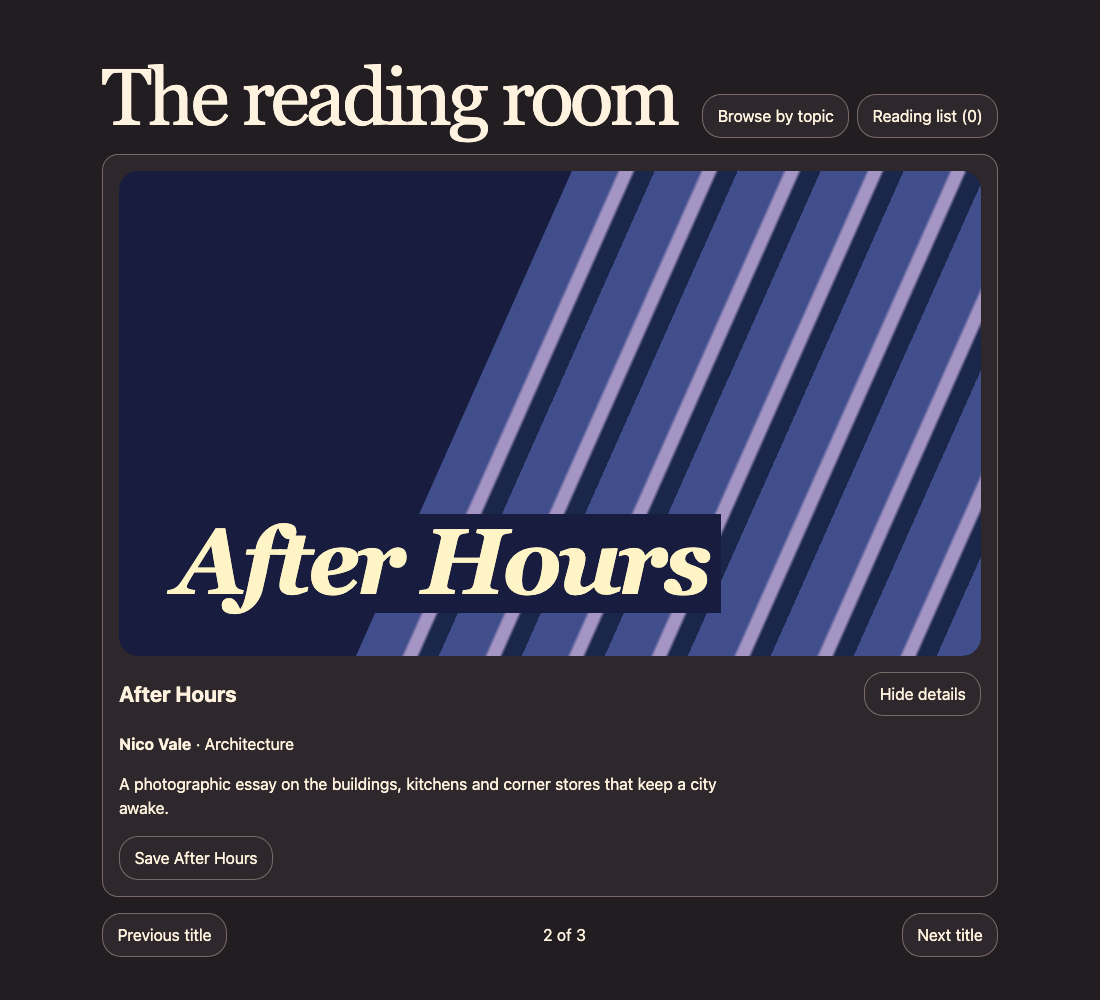 The reading room
Browse by topic
Reading list (0)
After Hours
After Hours
Hide details
Nico Vale · Architecture
A photographic essay on the buildings, kitchens and corner stores that keep a city
awake.
Save After Hours
Previous title
2 of 3
Next title